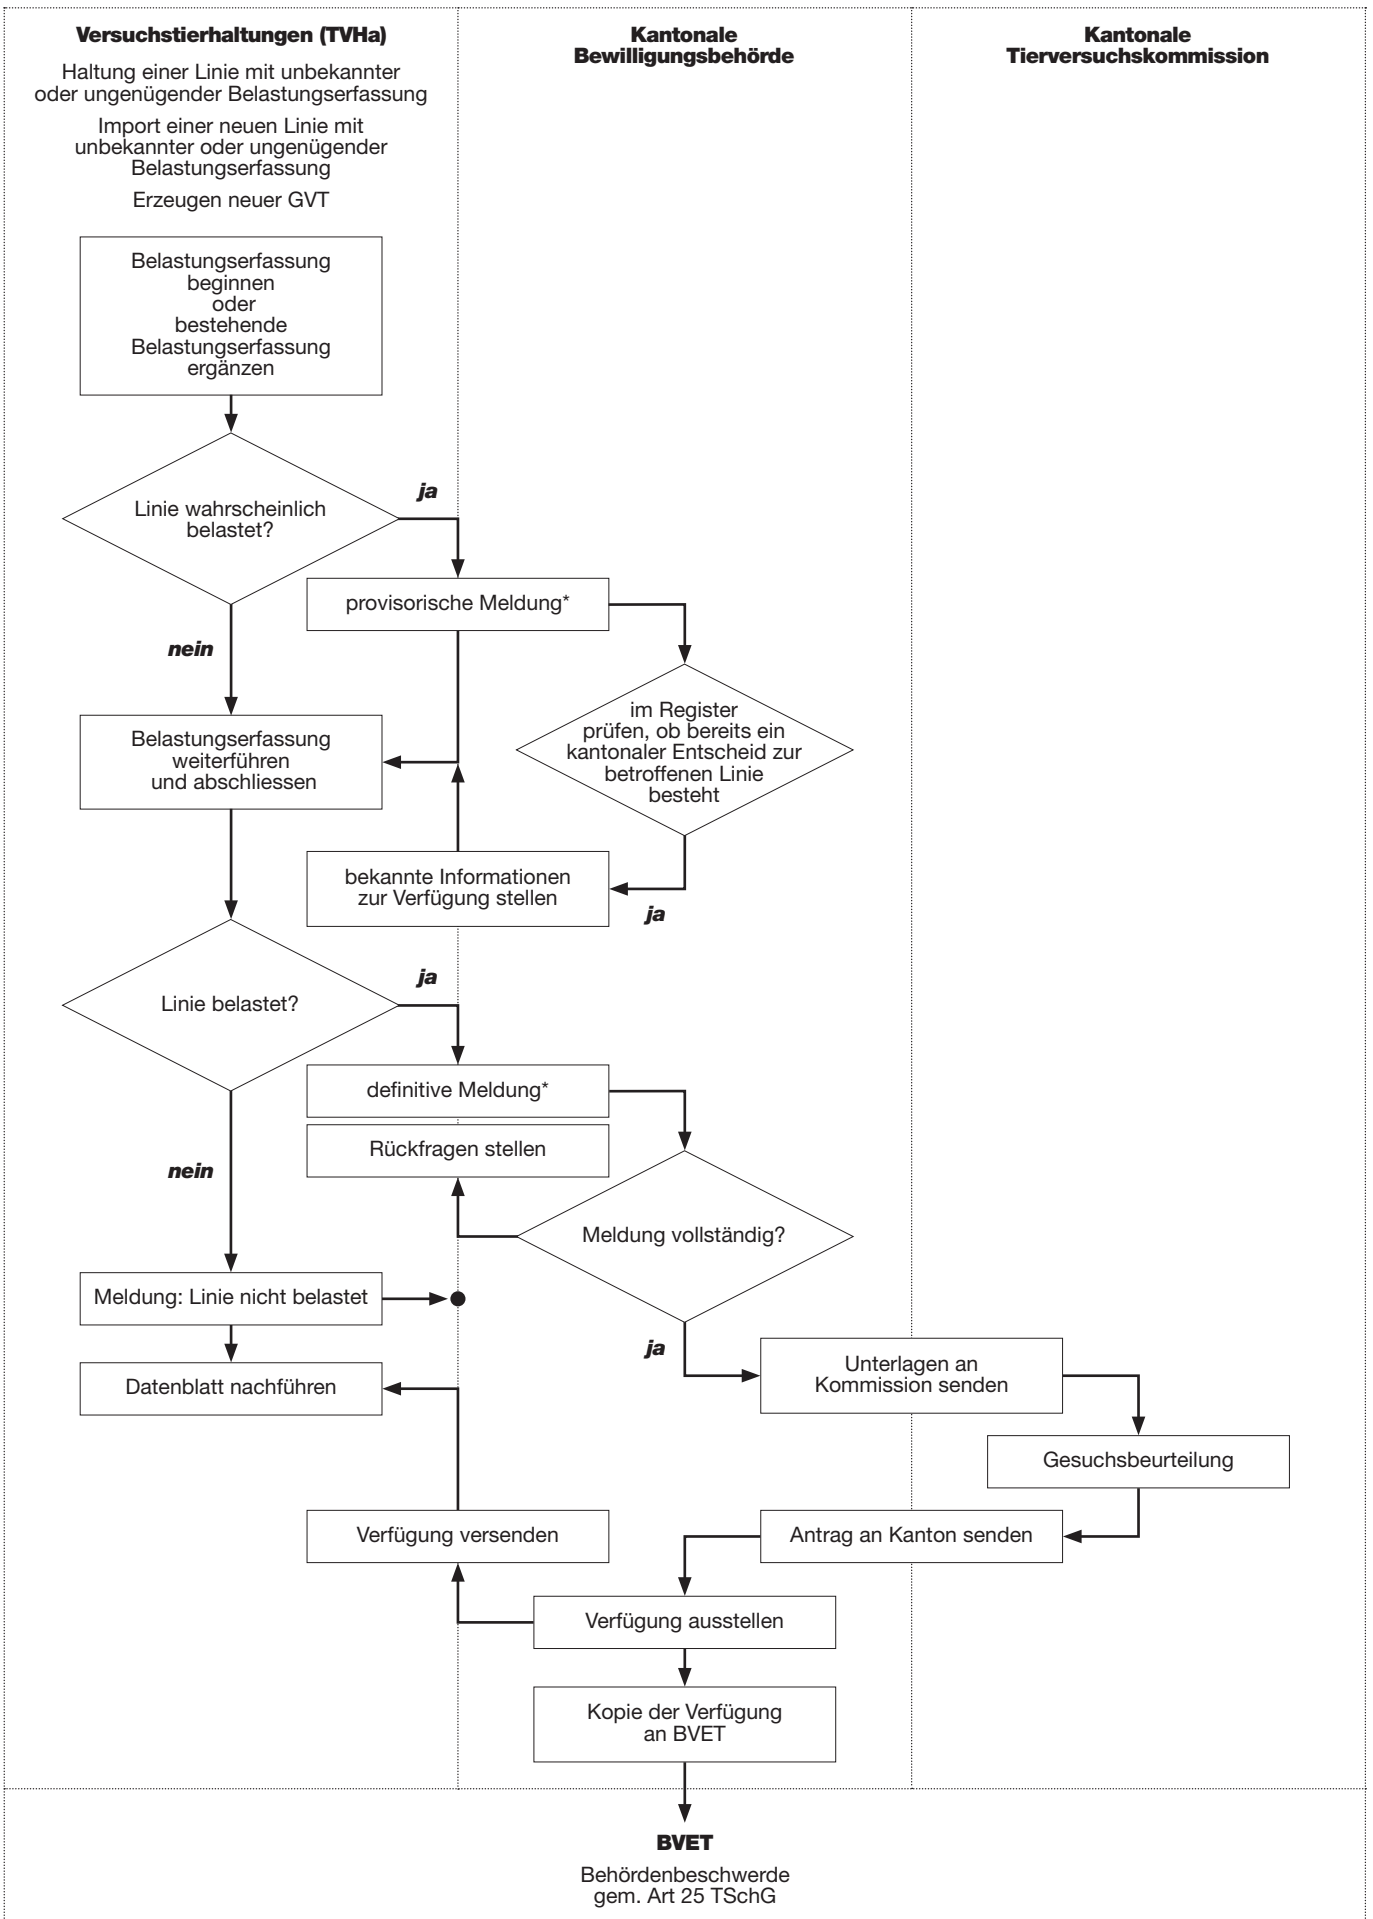 Versuchstierhaltungen (TVHa)
Haltung einer Linie mit unbekannter
oder ungenügender Belastungserfassung
Import einer neuen Linie mit
unbekannter oder ungenügender
Belastungserfassung
Erzeugen neuer GVT
Kantonale
Bewilligungsbehörde
Kantonale
Tierversuchskommission
Belastungserfassung
beginnen
oder
bestehende
Belastungserfassung
ergänzen
Linie wahrscheinlich
belastet?
ja
nein
provisorische Meldung*
im Register
prüfen, ob bereits ein
kantonaler Entscheid zur
betroffenen Linie
besteht
Belastungserfassung
weiterführen
und abschliessen
bekannte Informationen
zur Verfügung stellen
ja
Linie belastet?
ja
nein
definitive Meldung*
Rückfragen stellen
Meldung vollständig?
Meldung: Linie nicht belastet
ja
Unterlagen an
Kommission senden
Datenblatt nachführen
Gesuchsbeurteilung
Verfügung versenden
Antrag an Kanton senden
Verfügung ausstellen
Kopie der Verfügung
an BVET
BVET
Behördenbeschwerde
gem. Art 25 TSchG